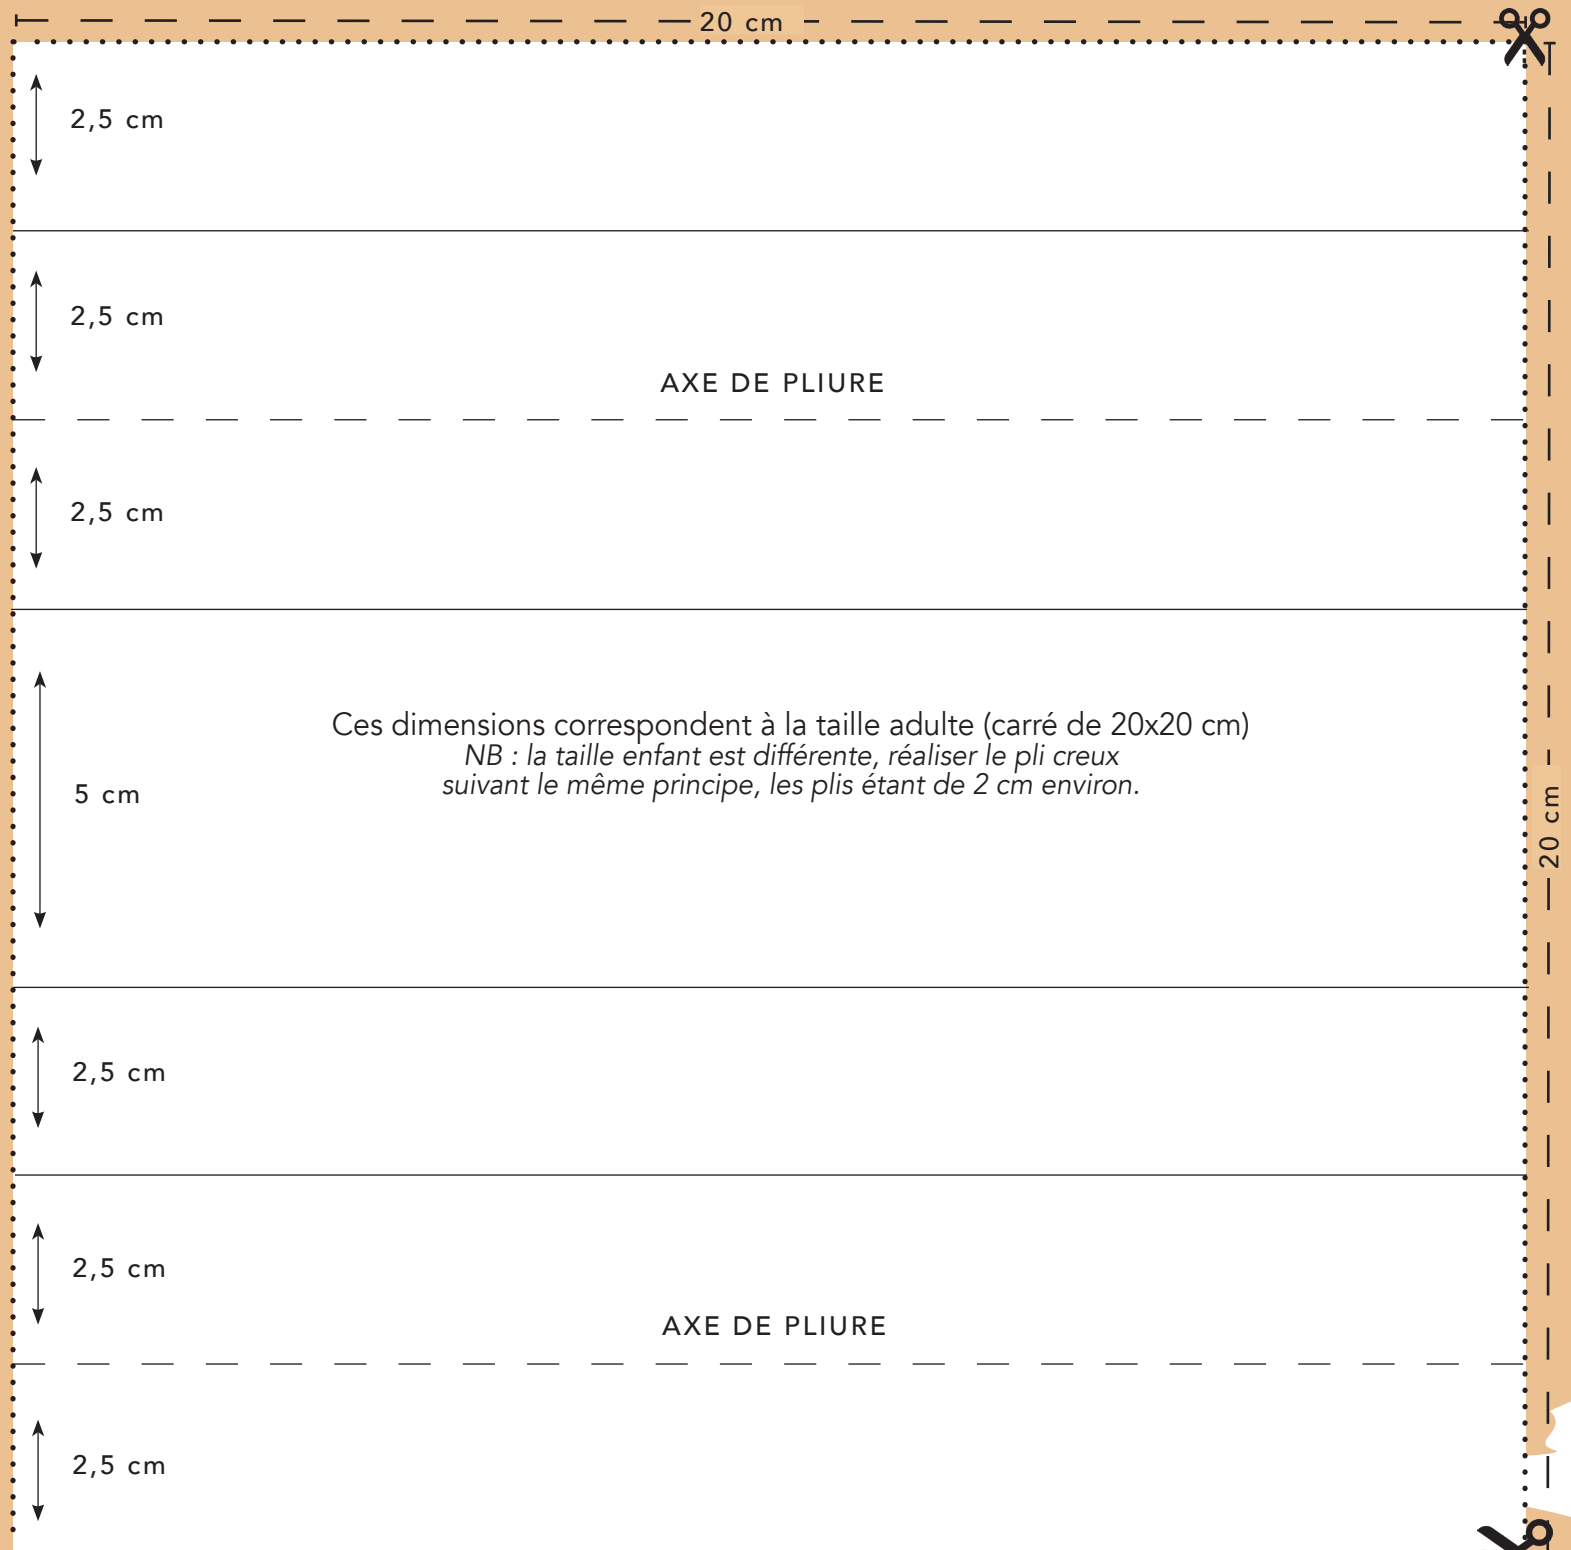 20 cm
2,5 cm
2,5 cm
AXE DE PLIURE
2,5 cm
Ces dimensions correspondent à la taille adulte (carré de 20x20 cm)
NB : la taille enfant est différente, réaliser le pli creux
suivant le même principe, les plis étant de 2 cm environ.
5 cm
20 cm
2,5 cm
2,5 cm
AXE DE PLIURE
2,5 cm